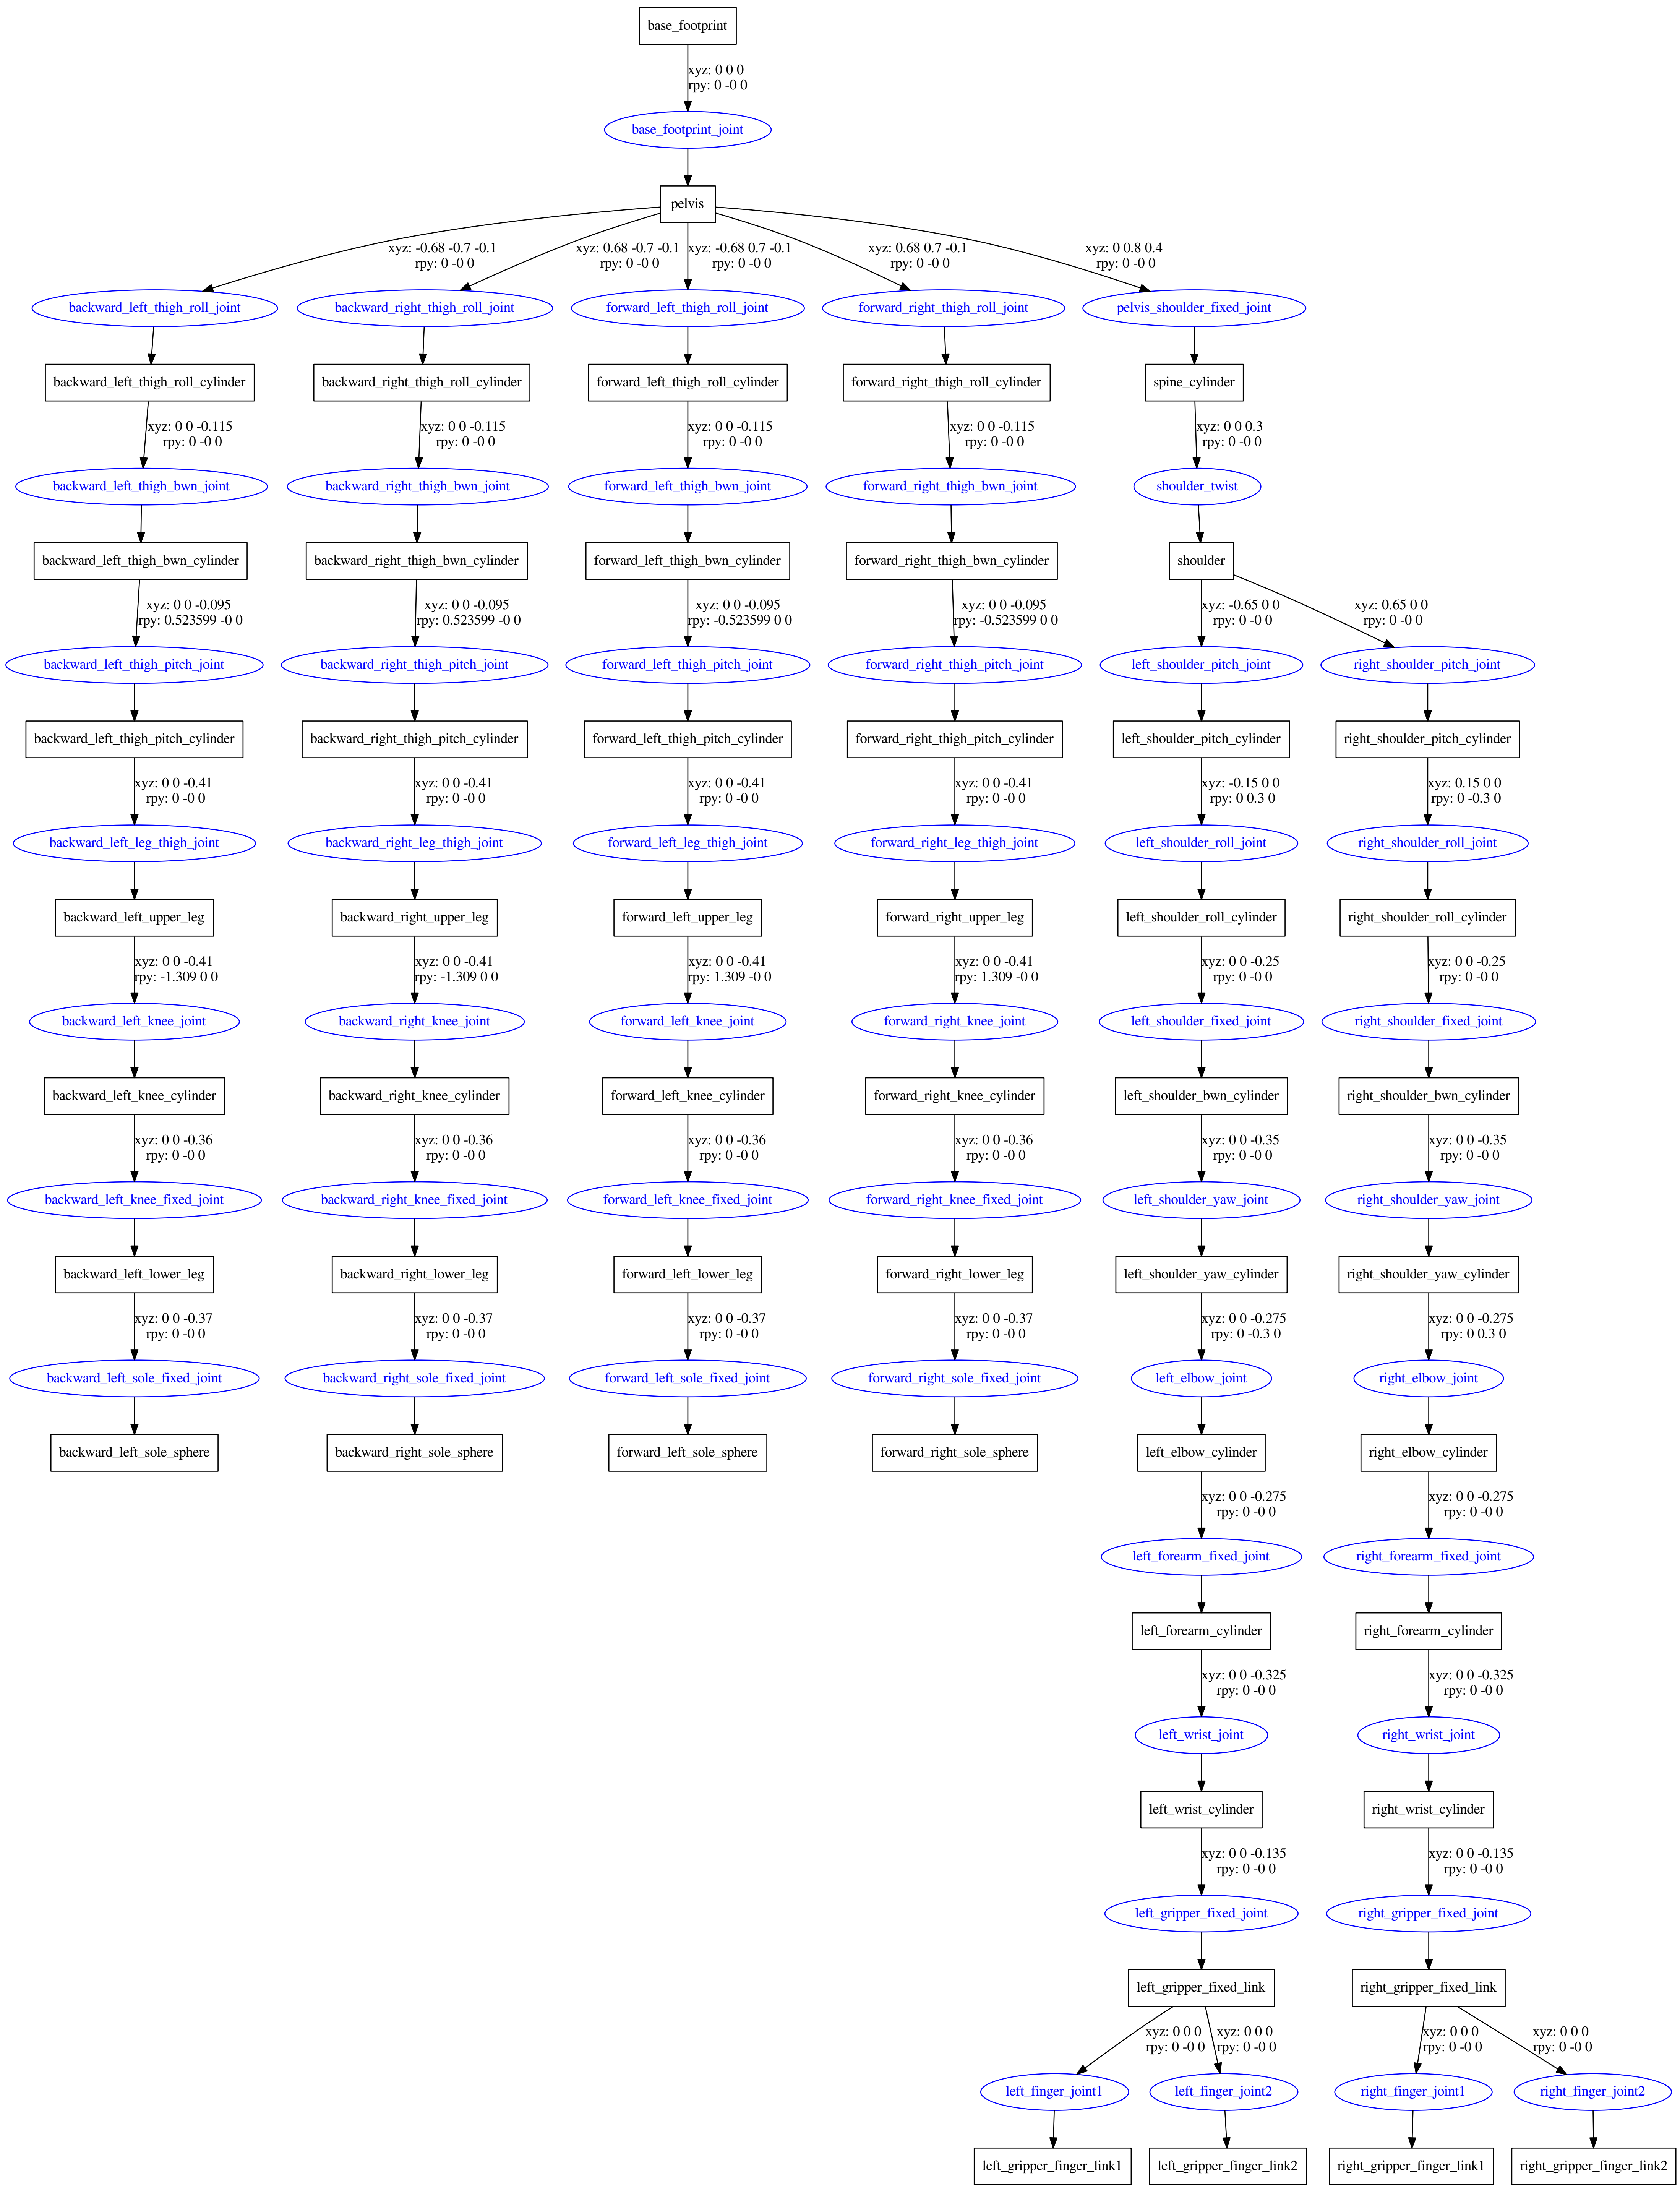 base_footprint
xyz: 0 0 0
rpy: 0 -0 0
base_footprint_joint
pelvis
xyz: -0.68 -0.7 -0.1
rpy: 0 -0 0
xyz: 0.68 -0.7 -0.1
rpy: 0 -0 0
xyz: -0.68 0.7 -0.1
rpy: 0 -0 0
xyz: 0.68 0.7 -0.1
rpy: 0 -0 0
xyz: 0 0.8 0.4
rpy: 0 -0 0
backward_left_thigh_roll_joint
backward_right_thigh_roll_joint
forward_left_thigh_roll_joint
forward_right_thigh_roll_joint
pelvis_shoulder_fixed_joint
backward_left_thigh_roll_cylinder
backward_right_thigh_roll_cylinder
forward_left_thigh_roll_cylinder
forward_right_thigh_roll_cylinder
spine_cylinder
xyz: 0 0 -0.115
rpy: 0 -0 0
xyz: 0 0 -0.115
rpy: 0 -0 0
xyz: 0 0 -0.115
rpy: 0 -0 0
xyz: 0 0 -0.115
rpy: 0 -0 0
xyz: 0 0 0.3
rpy: 0 -0 0
backward_left_thigh_bwn_joint
backward_right_thigh_bwn_joint
forward_left_thigh_bwn_joint
forward_right_thigh_bwn_joint
shoulder_twist
backward_left_thigh_bwn_cylinder
backward_right_thigh_bwn_cylinder
forward_left_thigh_bwn_cylinder
forward_right_thigh_bwn_cylinder
shoulder
xyz: 0 0 -0.095
rpy: 0.523599 -0 0
xyz: 0 0 -0.095
rpy: 0.523599 -0 0
xyz: 0 0 -0.095
rpy: -0.523599 0 0
xyz: 0 0 -0.095
rpy: -0.523599 0 0
xyz: -0.65 0 0
rpy: 0 -0 0
xyz: 0.65 0 0
rpy: 0 -0 0
backward_left_thigh_pitch_joint
backward_right_thigh_pitch_joint
forward_left_thigh_pitch_joint
forward_right_thigh_pitch_joint
left_shoulder_pitch_joint
right_shoulder_pitch_joint
backward_left_thigh_pitch_cylinder
backward_right_thigh_pitch_cylinder
forward_left_thigh_pitch_cylinder
forward_right_thigh_pitch_cylinder
left_shoulder_pitch_cylinder
right_shoulder_pitch_cylinder
xyz: 0 0 -0.41
rpy: 0 -0 0
xyz: 0 0 -0.41
rpy: 0 -0 0
xyz: 0 0 -0.41
rpy: 0 -0 0
xyz: 0 0 -0.41
rpy: 0 -0 0
xyz: -0.15 0 0
rpy: 0 0.3 0
xyz: 0.15 0 0
rpy: 0 -0.3 0
backward_left_leg_thigh_joint
backward_right_leg_thigh_joint
forward_left_leg_thigh_joint
forward_right_leg_thigh_joint
left_shoulder_roll_joint
right_shoulder_roll_joint
backward_left_upper_leg
backward_right_upper_leg
forward_left_upper_leg
forward_right_upper_leg
left_shoulder_roll_cylinder
right_shoulder_roll_cylinder
xyz: 0 0 -0.41
rpy: -1.309 0 0
xyz: 0 0 -0.41
rpy: -1.309 0 0
xyz: 0 0 -0.41
rpy: 1.309 -0 0
xyz: 0 0 -0.41
rpy: 1.309 -0 0
xyz: 0 0 -0.25
rpy: 0 -0 0
xyz: 0 0 -0.25
rpy: 0 -0 0
backward_left_knee_joint
backward_right_knee_joint
forward_left_knee_joint
forward_right_knee_joint
left_shoulder_fixed_joint
right_shoulder_fixed_joint
backward_left_knee_cylinder
backward_right_knee_cylinder
forward_left_knee_cylinder
forward_right_knee_cylinder
left_shoulder_bwn_cylinder
right_shoulder_bwn_cylinder
xyz: 0 0 -0.36
rpy: 0 -0 0
xyz: 0 0 -0.36
rpy: 0 -0 0
xyz: 0 0 -0.36
rpy: 0 -0 0
xyz: 0 0 -0.36
rpy: 0 -0 0
xyz: 0 0 -0.35
rpy: 0 -0 0
xyz: 0 0 -0.35
rpy: 0 -0 0
backward_left_knee_fixed_joint
backward_right_knee_fixed_joint
forward_left_knee_fixed_joint
forward_right_knee_fixed_joint
left_shoulder_yaw_joint
right_shoulder_yaw_joint
backward_left_lower_leg
backward_right_lower_leg
forward_left_lower_leg
forward_right_lower_leg
left_shoulder_yaw_cylinder
right_shoulder_yaw_cylinder
xyz: 0 0 -0.37
rpy: 0 -0 0
xyz: 0 0 -0.37
rpy: 0 -0 0
xyz: 0 0 -0.37
rpy: 0 -0 0
xyz: 0 0 -0.37
rpy: 0 -0 0
xyz: 0 0 -0.275
rpy: 0 -0.3 0
xyz: 0 0 -0.275
rpy: 0 0.3 0
backward_left_sole_fixed_joint
backward_right_sole_fixed_joint
forward_left_sole_fixed_joint
forward_right_sole_fixed_joint
left_elbow_joint
right_elbow_joint
backward_left_sole_sphere
backward_right_sole_sphere
forward_left_sole_sphere
forward_right_sole_sphere
left_elbow_cylinder
right_elbow_cylinder
xyz: 0 0 -0.275
rpy: 0 -0 0
xyz: 0 0 -0.275
rpy: 0 -0 0
left_forearm_fixed_joint
right_forearm_fixed_joint
left_forearm_cylinder
right_forearm_cylinder
xyz: 0 0 -0.325
rpy: 0 -0 0
xyz: 0 0 -0.325
rpy: 0 -0 0
left_wrist_joint
right_wrist_joint
left_wrist_cylinder
right_wrist_cylinder
xyz: 0 0 -0.135
rpy: 0 -0 0
xyz: 0 0 -0.135
rpy: 0 -0 0
left_gripper_fixed_joint
right_gripper_fixed_joint
left_gripper_fixed_link
right_gripper_fixed_link
xyz: 0 0 0
rpy: 0 -0 0
xyz: 0 0 0
rpy: 0 -0 0
xyz: 0 0 0
rpy: 0 -0 0
xyz: 0 0 0
rpy: 0 -0 0
left_finger_joint1
left_finger_joint2
right_finger_joint1
right_finger_joint2
left_gripper_finger_link1
left_gripper_finger_link2
right_gripper_finger_link1
right_gripper_finger_link2